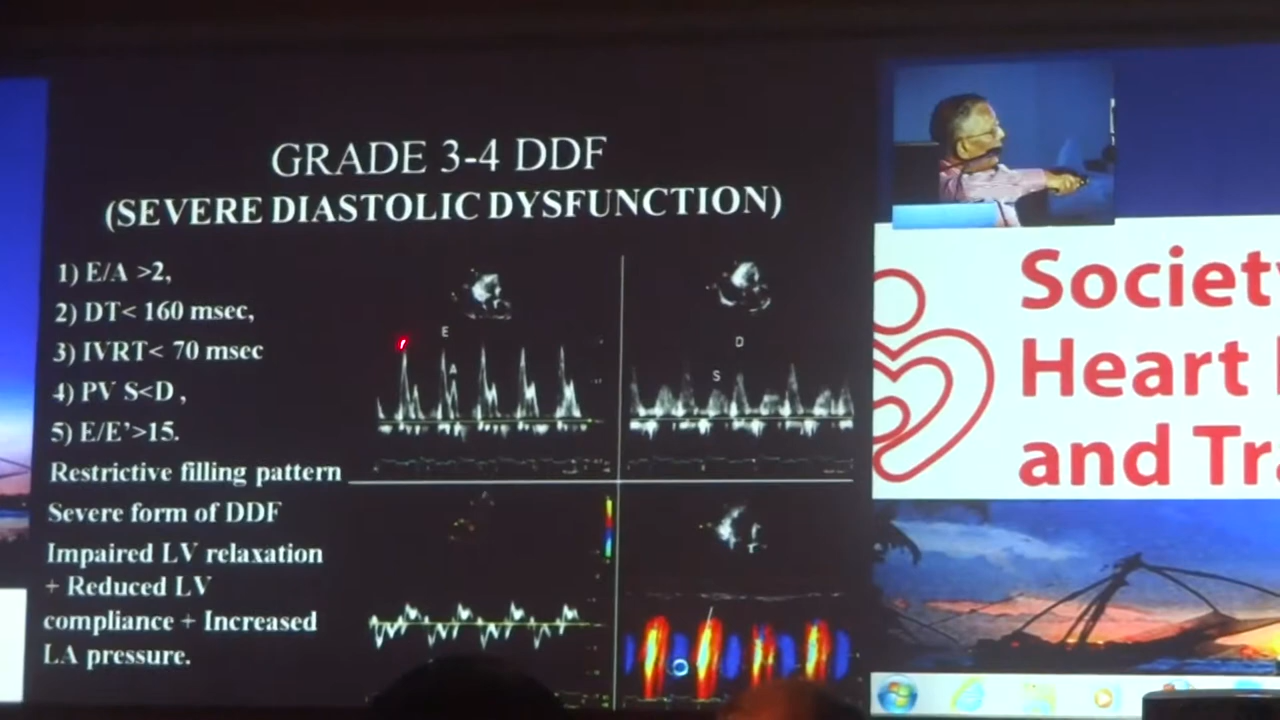 GRADE 3-4 DDF
(SEVERE DIASTOLIC DYSFUNCTION)
1) E/A >2,
2) DT< 160 msec,
3) IVRT< 70 msec
4) PV S<D ,
5) E/E'>15.
Restrictive filling pattern
Severe form of DDF
Impaired LV relaxation
+ Reduced LV
compliance + Increased
LA pressure.
E
A
D
S
Society
Heart
and Tra